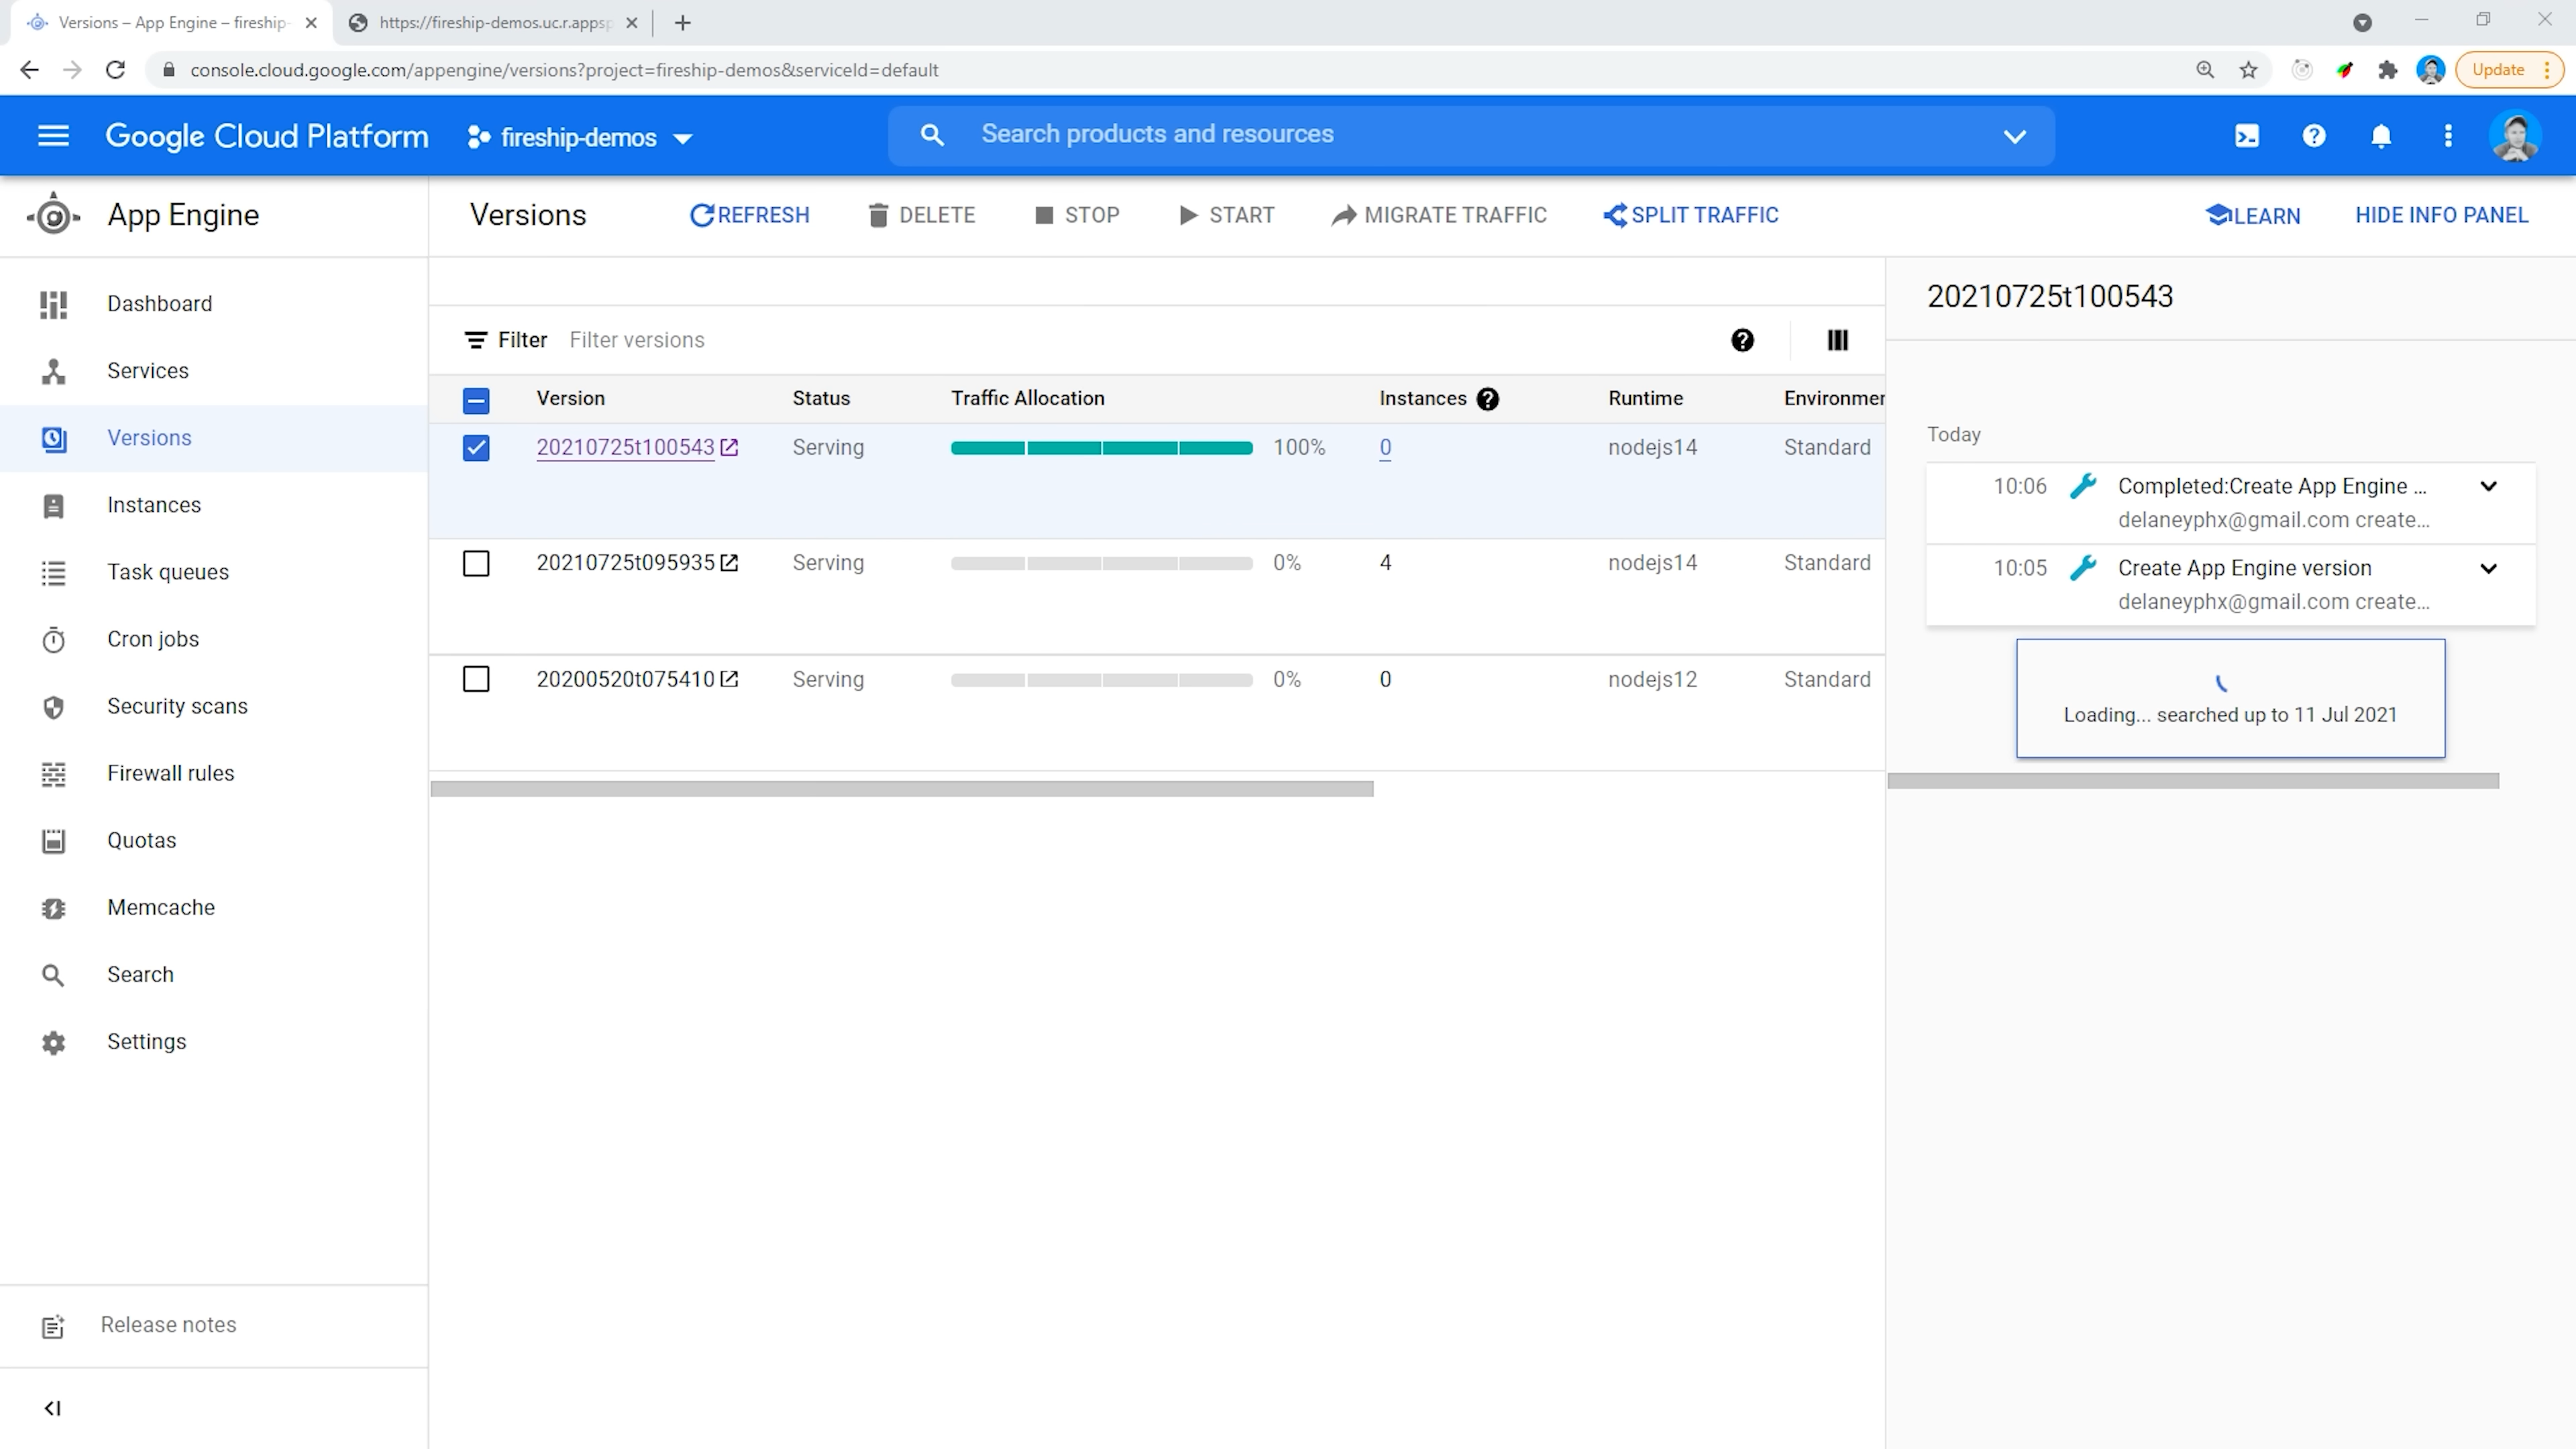 Versions – App Engine – fireship-
https://fireship-demos.uc.r.appsp
console.cloud.google.com/appengine/versions?project=fireship-demos&serviceId=default
Update
Google Cloud Platform
fireship-demos
Search products and resources
App Engine
Versions
REFRESH
DELETE
STOP
START
MIGRATE TRAFFIC
SPLIT TRAFFIC
LEARN
HIDE INFO PANEL
Dashboard
Services
Versions
Instances
Task queues
Cron jobs
Security scans
Firewall rules
Quotas
Memcache
Search
Settings
Release notes
Filter Filter versions
Version Status Traffic Allocation Instances Runtime Environmen
20210725t100543 Serving 100% 0 nodejs14 Standard
20210725t095935 Serving 0% 4 nodejs14 Standard
20200520t075410 Serving 0% 0 nodejs12 Standard
20210725t100543
Today
10:06 Completed:Create App Engine ...
delaneyphx@gmail.com create...
10:05 Create App Engine version
delaneyphx@gmail.com create...
Loading... searched up to 11 Jul 2021